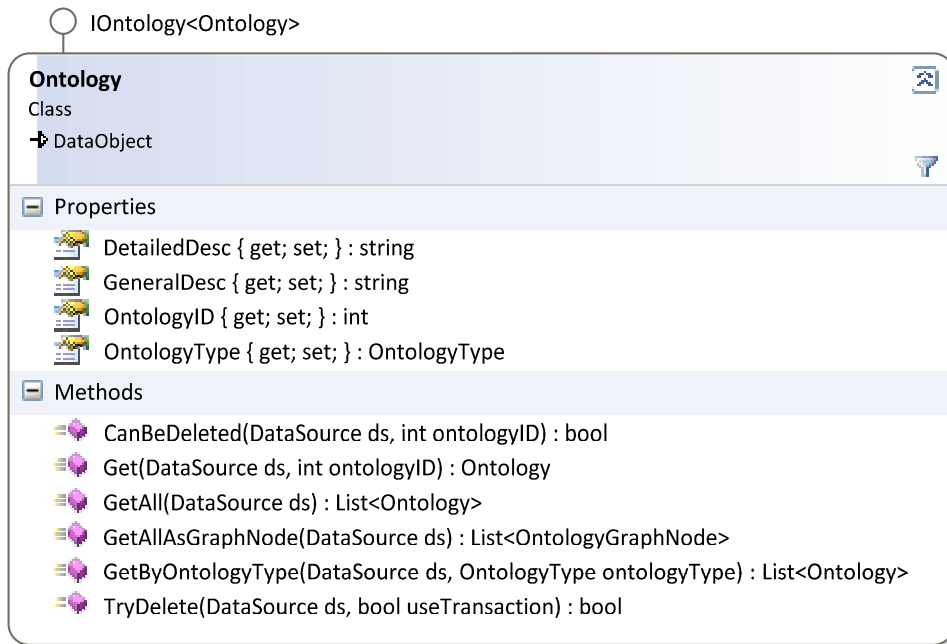 IOntology<Ontology>
Ontology
Class
DataObject
Properties
DetailedDesc { get; set; } : string
GeneralDesc { get; set; } : string
OntologyID { get; set; } : int
OntologyType { get; set; } : OntologyType
Methods
CanBeDeleted(DataSource ds, int ontologyID) : bool
Get(DataSource ds, int ontologyID) : Ontology
GetAll(DataSource ds) : List<Ontology>
GetAllAsGraphNode(DataSource ds) : List<OntologyGraphNode>
GetByOntologyType(DataSource ds, OntologyType ontologyType) : List<Ontology>
TryDelete(DataSource ds, bool useTransaction) : bool